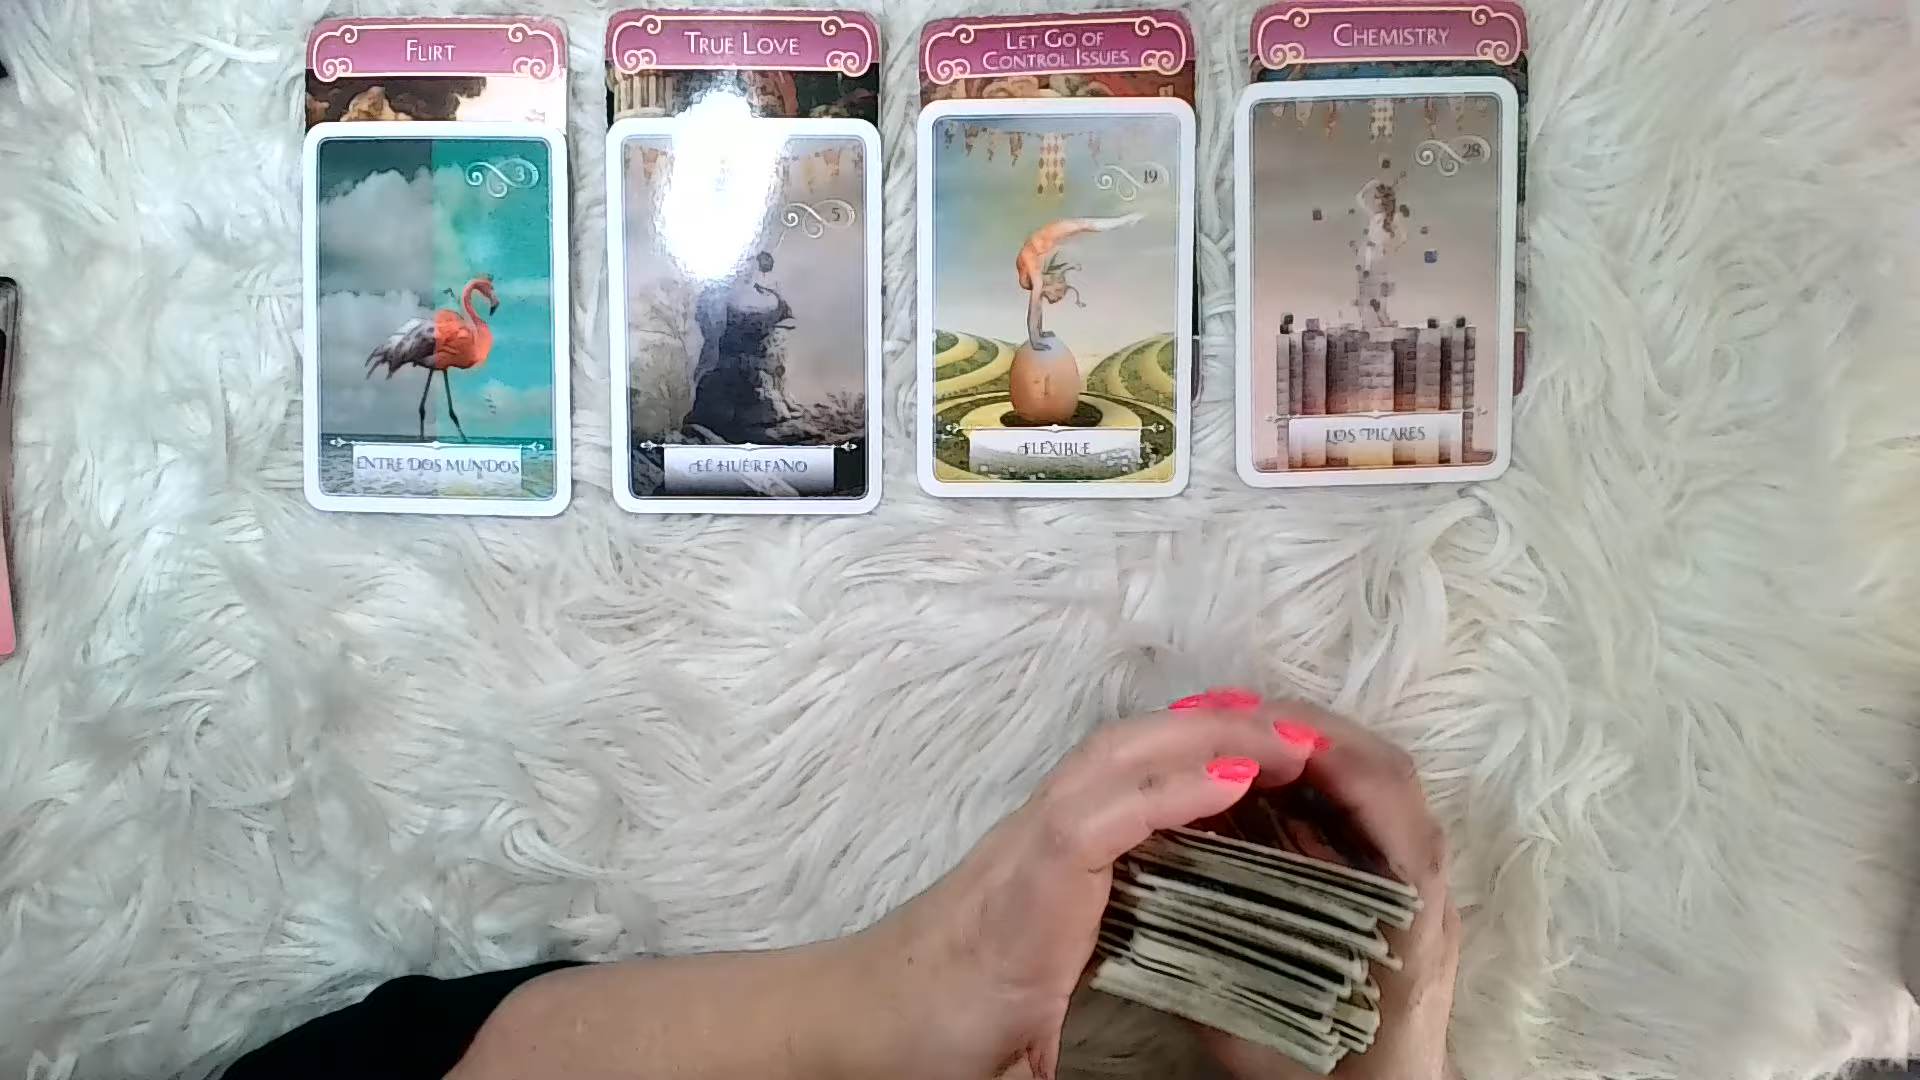 FLIRT
TRUE LOVE
LET GO OF
CONTROL ISSUES
CHEMISTRY
3
ENTRE DOS MUNDOS
5
EL HUÉRFANO
19
FLEXIBLE
28
LOS PILARES